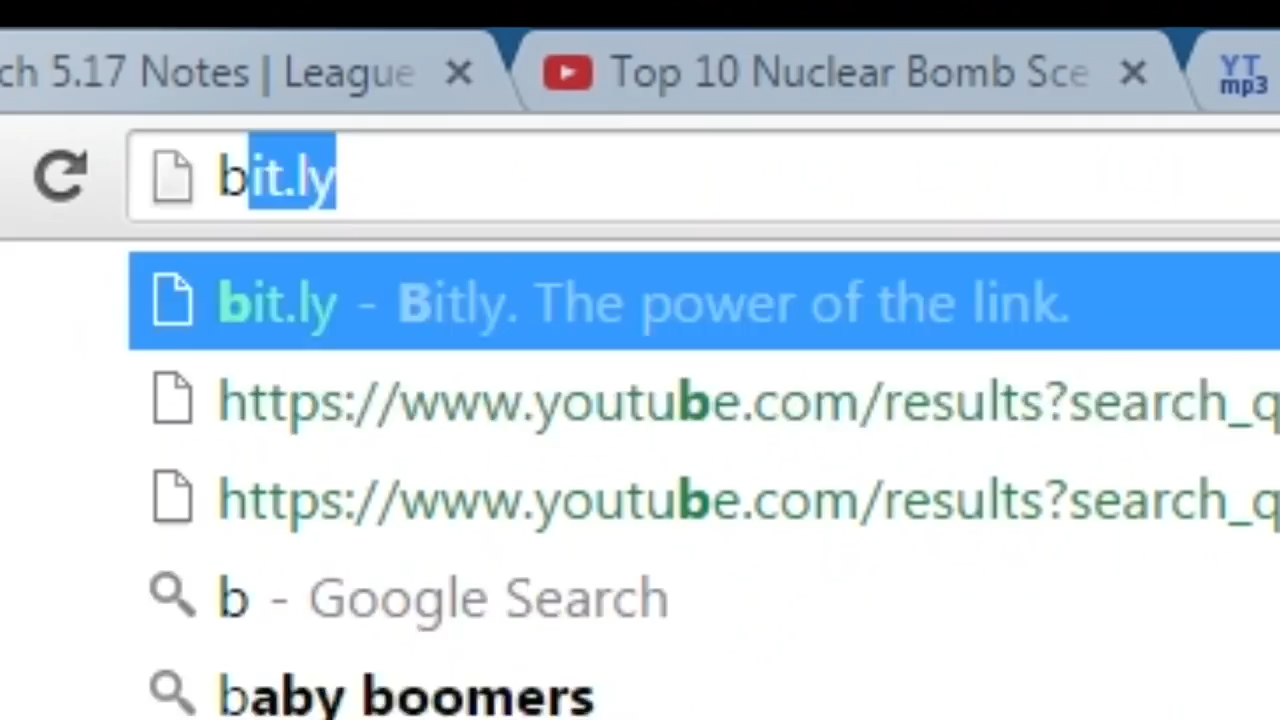 ch 5.17 Notes | League
Top 10 Nuclear Bomb Sce
YT
mp3
bit.ly
bit.ly - Bitly. The power of the link.
https://www.youtube.com/results?search_q
https://www.youtube.com/results?search_q
b - Google Search
baby boomers